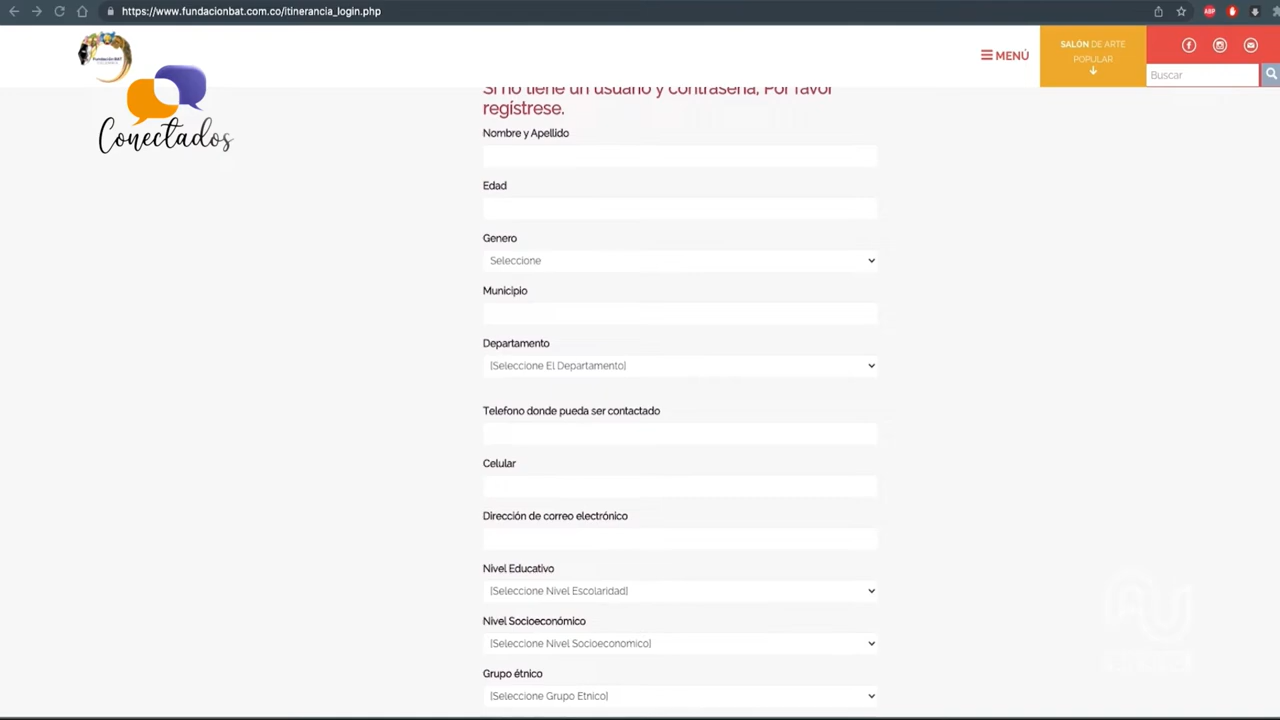 https://www.fundacionbat.com.co/itinerancia_login.php
ABP
Fundación BAT
Conectados
MENÚ
SALÓN DE ARTE
POPULAR
Buscar
Si no tiene un usuario y contraseña, Por favor
regístrese.
Nombre y Apellido
Edad
Genero
Seleccione
Municipio
Departamento
[Seleccione El Departamento]
Telefono donde pueda ser contactado
Celular
Dirección de correo electrónico
Nivel Educativo
[Seleccione Nivel Escolaridad]
Nivel Socioeconómico
[Seleccione Nivel Socioeconomico]
Grupo étnico
[Seleccione Grupo Etnico]